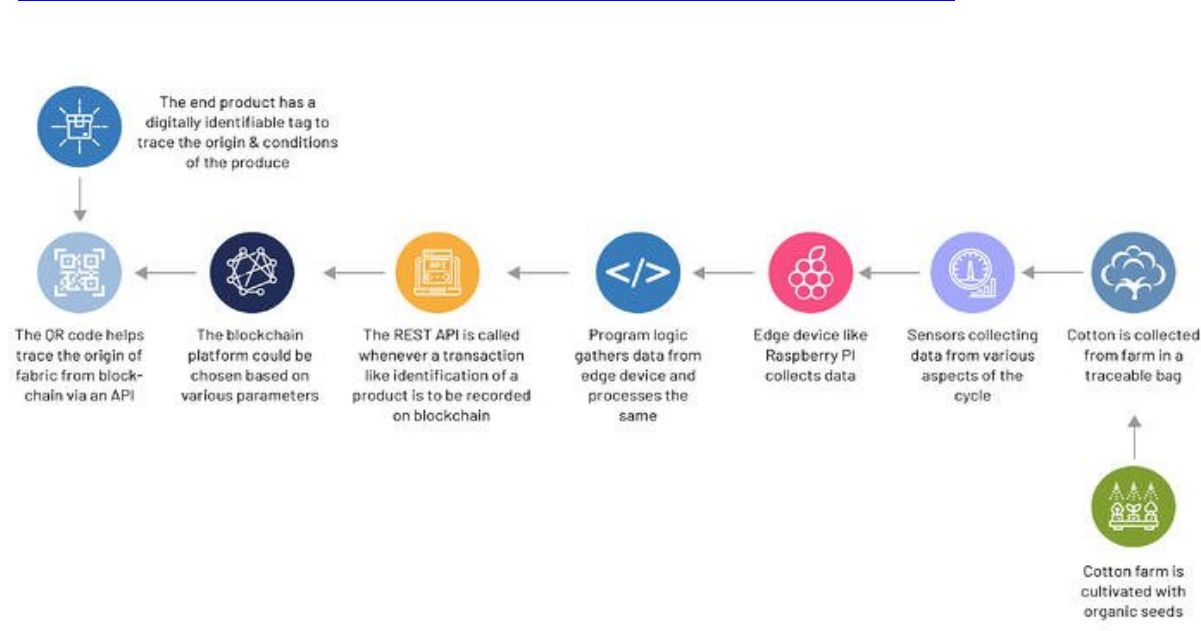 The end product has a
digitally identifiable tag to
trace the origin & conditions
of the produce
The QR code helps
trace the origin of
fabric from block-
chain via an API
The blockchain
platform could be
chosen based on
various parameters
API
The REST API is called
whenever a transaction
like identification of a
product is to be recorded
on blockchain
</>
Program logic
gathers data from
edge device and
processes the
same
Edge device like
Raspberry PI
collects data
Sensors collecting
data from various
aspects of the
cycle
Cotton is collected
from farm in a
traceable bag
Cotton farm is
cultivated with
organic seeds